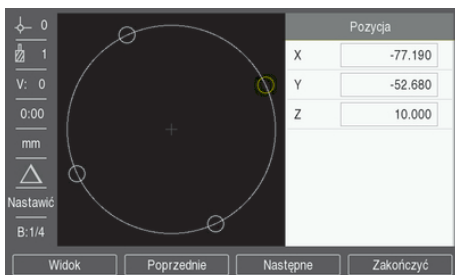 0
1
V: 0
0:00
mm
Nastawić
B:1/4
Pozycja
X -77.190
Y -52.680
Z 10.000
Widok Poprzednie Następne Zakończyć